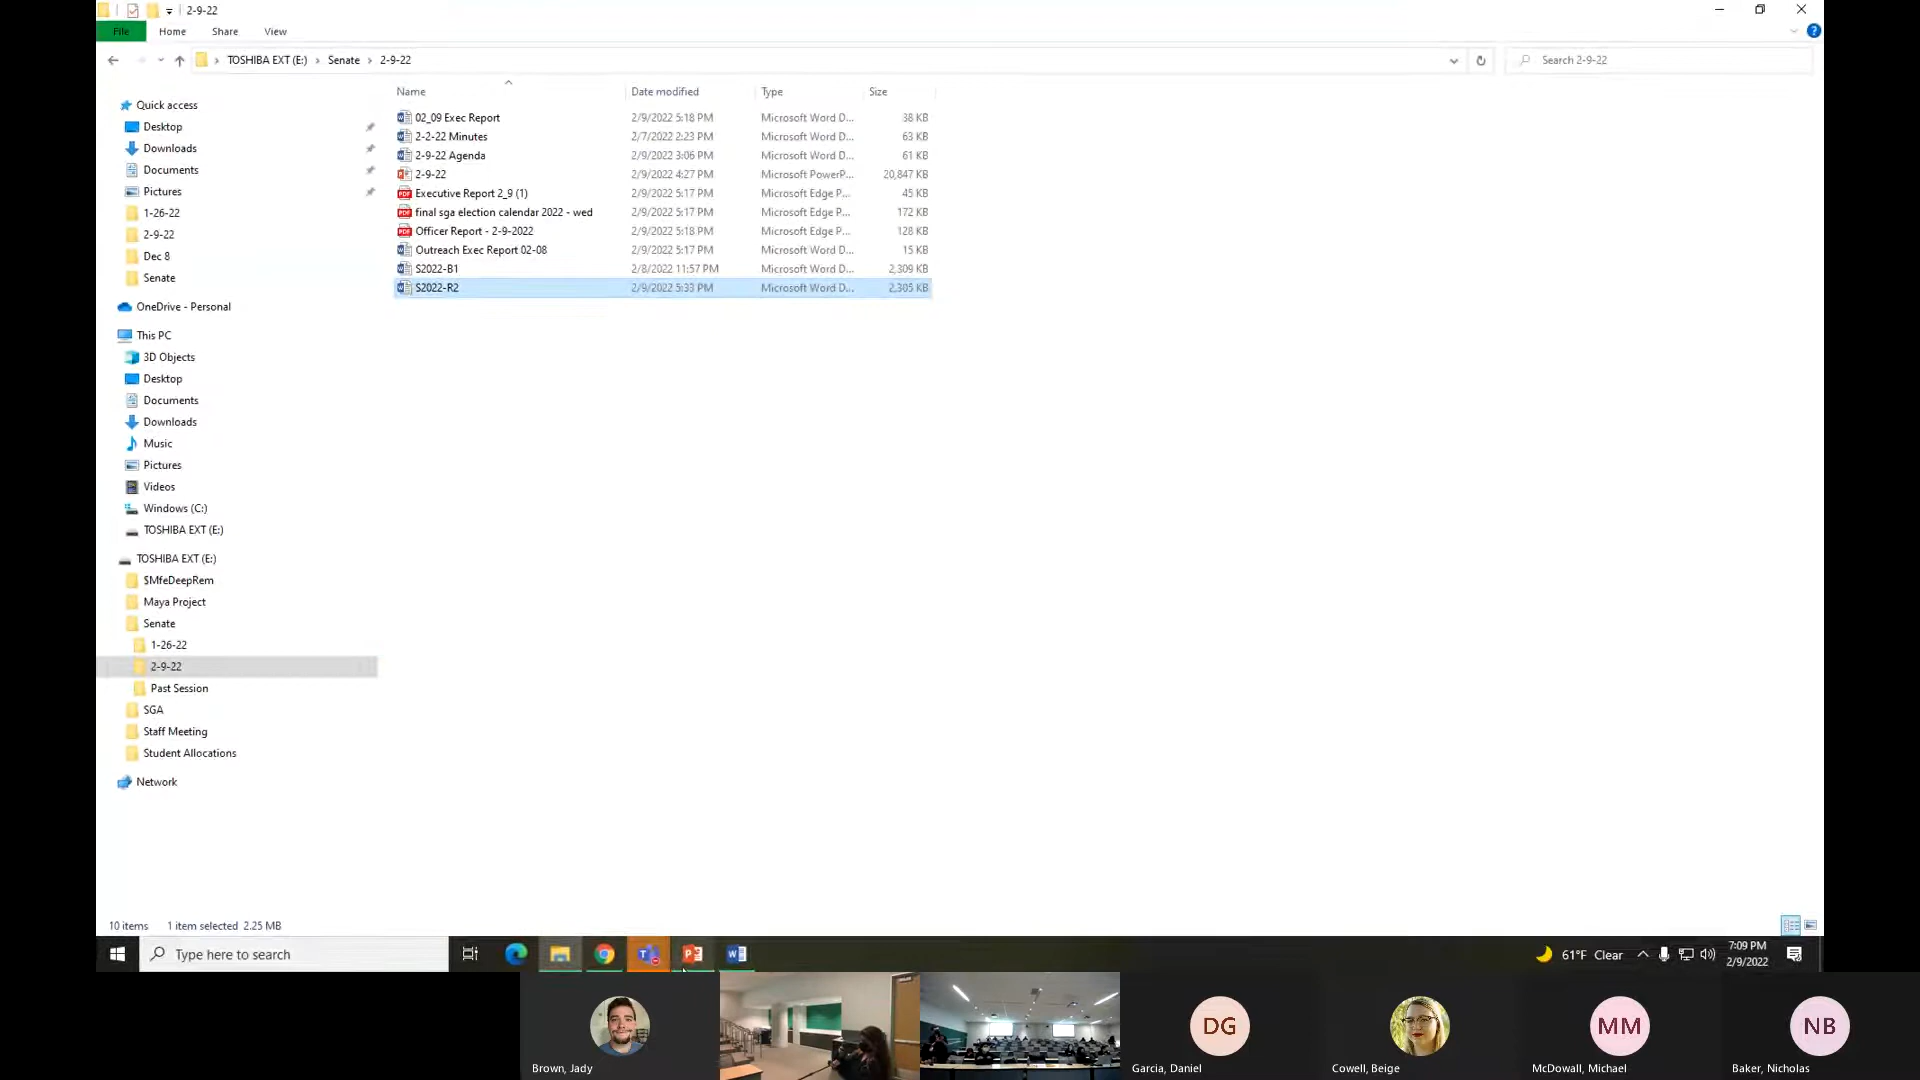 2-9-22
File Home Share View
TOSHIBA EXT (E:) Senate 2-9-22
Search 2-9-22
Name Date modified Type Size
02_09 Exec Report 2/9/2022 5:18 PM Microsoft Word D... 38 KB
2-2-22 Minutes 2/7/2022 2:23 PM Microsoft Word D... 63 KB
2-9-22 Agenda 2/9/2022 3:06 PM Microsoft Word D... 61 KB
2-9-22 2/9/2022 4:27 PM Microsoft PowerP... 20,847 KB
Executive Report 2_9 (1) 2/9/2022 5:17 PM Microsoft Edge P... 45 KB
final sga election calendar 2022 - wed 2/9/2022 5:17 PM Microsoft Edge P... 172 KB
Officer Report - 2-9-2022 2/9/2022 5:18 PM Microsoft Edge P... 128 KB
Outreach Exec Report 02-08 2/9/2022 5:17 PM Microsoft Word D... 15 KB
S2022-B1 2/8/2022 11:57 PM Microsoft Word D... 2,309 KB
S2022-R2 2/9/2022 5:33 PM Microsoft Word D... 2,305 KB
Quick access
Desktop
Downloads
Documents
Pictures
1-26-22
2-9-22
Dec 8
Senate
OneDrive - Personal
This PC
3D Objects
Desktop
Documents
Downloads
Music
Pictures
Videos
Windows (C:)
TOSHIBA EXT (E:)
TOSHIBA EXT (E:)
$MfeDeepRem
Maya Project
Senate
1-26-22
2-9-22
Past Session
SGA
Staff Meeting
Student Allocations
Network
10 items 1 item selected 2.25 MB
Type here to search
61°F Clear
7:09 PM
2/9/2022
DG
MM
NB
Brown, Jady
Garcia, Daniel
Cowell, Beige
McDowall, Michael
Baker, Nicholas